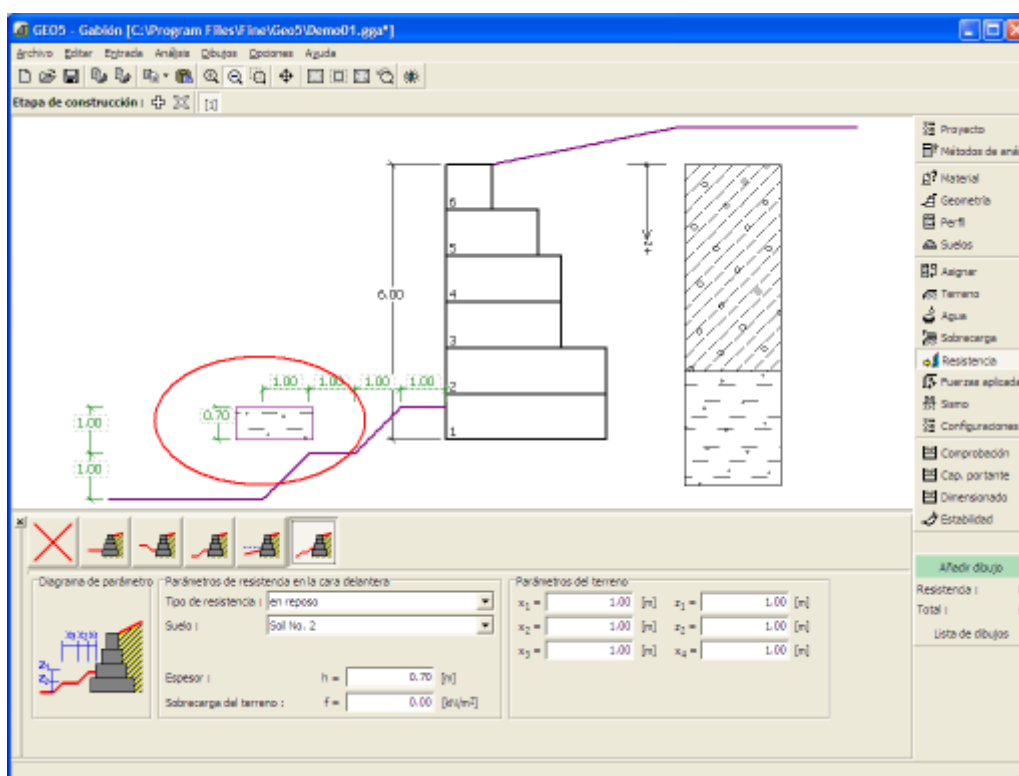 GEO5 - Gabión [C:\Program Files\Fine\Geo5\Demo01.gga*]
Archivo Editar Entrada Análisis Dibujos Opciones Ayuda
Etapa de construcción : [1]
6.00
6
5
4
3
2
1
+z
1.00 1.00 1.00 1.00
0.70
1.00
1.00
Proyecto
Métodos de aná
Material
Geometría
Perfil
Suelos
Asignar
Terreno
Agua
Sobrecarga
Resistencia
Fuerzas aplicada
Sismo
Configuraciones
Comprobación
Cap. portante
Dimensionado
Estabilidad
Añadir dibujo
Resistencia :
Total :
Lista de dibujos
Diagrama de parámetro
Parámetros de resistencia en la cara delantera
Tipo de resistencia : en reposo
Suelo : Soil No. 2
Espesor : h = 0.70 [m]
Sobrecarga del terreno : f = 0.00 [kN/m²]
Parámetros del terreno
x1 = 1.00 [m] z1 = 1.00 [m]
x2 = 1.00 [m] z2 = 1.00 [m]
x3 = 1.00 [m] x4 = 1.00 [m]